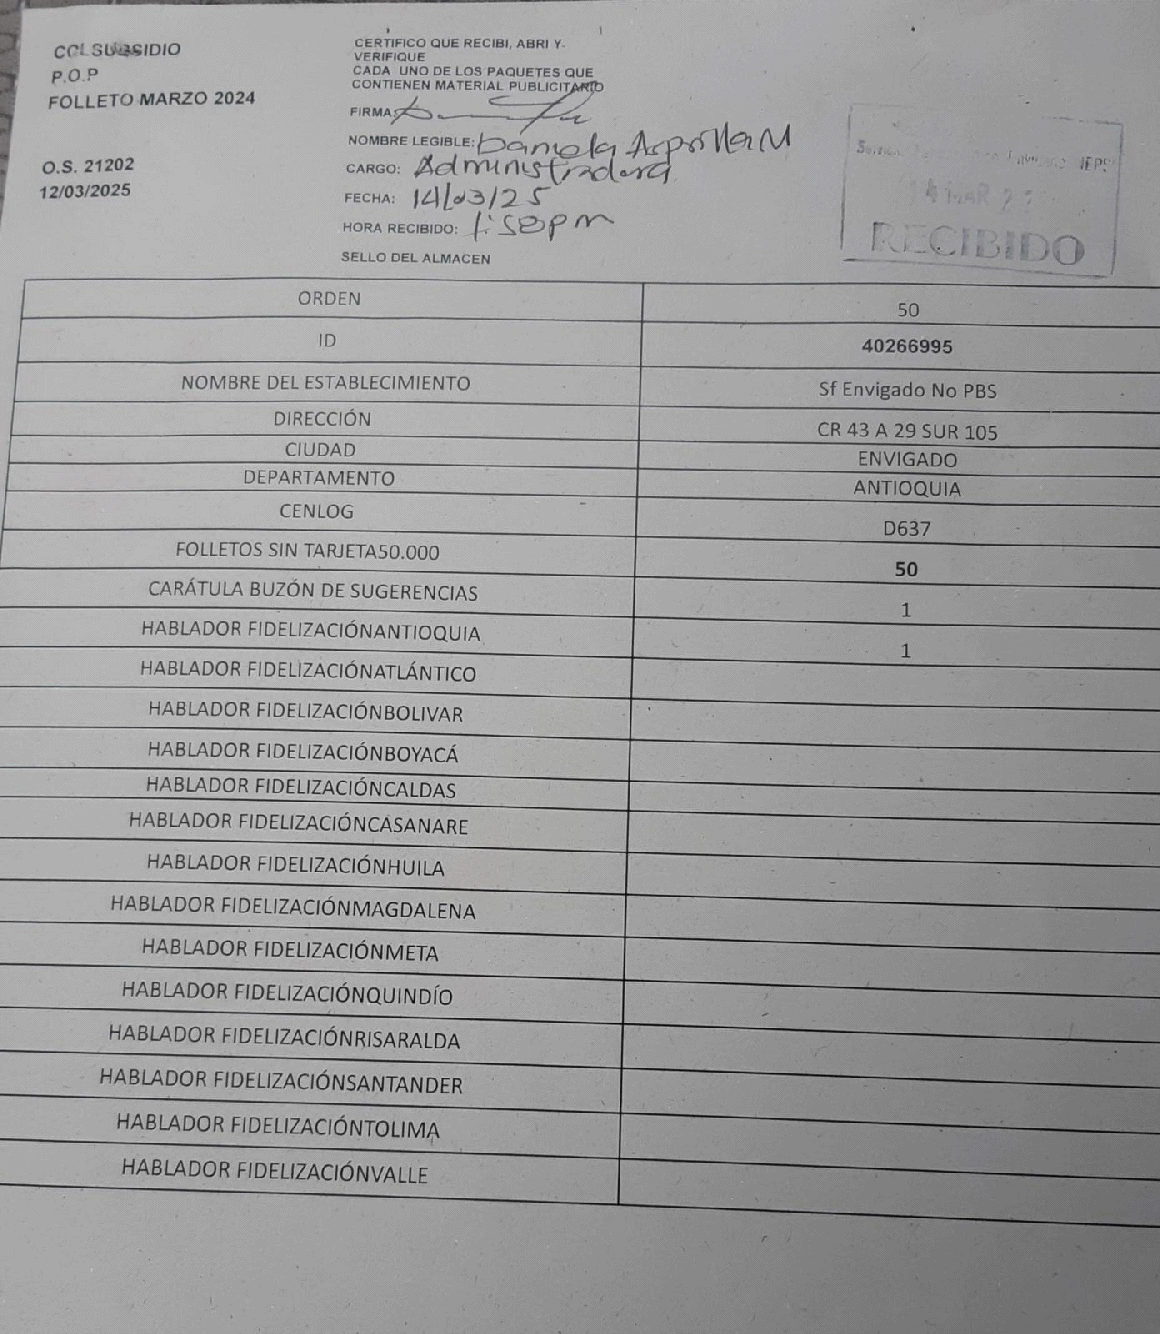 COLSUBSIDIO
P.O.P
FOLLETO MARZO 2024
O.S. 21202
12/03/2025
CERTIFICO QUE RECIBI, ABRI Y
VERIFIQUE
CADA UNO DE LOS PAQUETES QUE
CONTIENEN MATERIAL PUBLICITARIO
FIRMA
NOMBRE LEGIBLE: Daniela
CARGO: Administradora
FECHA: 14/03/25
HORA RECIBIDO: 1:50pm
SELLO DEL ALMACEN
RECIBIDO
ORDEN 50
ID 40266995
NOMBRE DEL ESTABLECIMIENTO Sf Envigado No PBS
DIRECCIÓN CR 43 A 29 SUR 105
CIUDAD ENVIGADO
DEPARTAMENTO ANTIOQUIA
CENLOG D637
FOLLETOS SIN TARJETA50.000 50
CARÁTULA BUZÓN DE SUGERENCIAS 1
HABLADOR FIDELIZACIÓNANTIOQUIA 1
HABLADOR FIDELIZACIÓNATLÁNTICO
HABLADOR FIDELIZACIÓNBOLIVAR
HABLADOR FIDELIZACIÓNBOYACÁ
HABLADOR FIDELIZACIÓNCALDAS
HABLADOR FIDELIZACIÓNCASANARE
HABLADOR FIDELIZACIÓNHUILA
HABLADOR FIDELIZACIÓNMAGDALENA
HABLADOR FIDELIZACIÓNMETA
HABLADOR FIDELIZACIÓNQUINDÍO
HABLADOR FIDELIZACIÓNRISARALDA
HABLADOR FIDELIZACIÓNSANTANDER
HABLADOR FIDELIZACIÓNTOLIMA
HABLADOR FIDELIZACIÓNVALLE